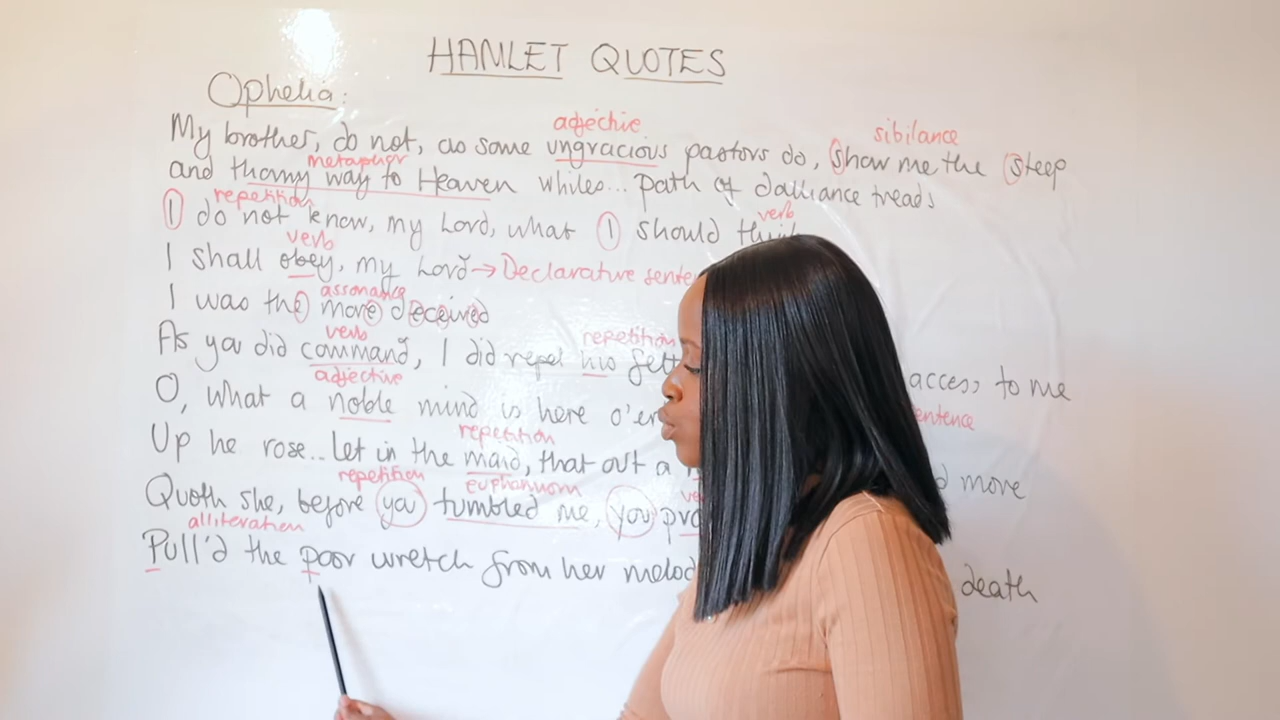 HAMLET QUOTES
Ophelia:
adjective sibilance
My brother, do not, as some ungracious pastors do, show me the steep
metaphor
and thorny way to Heaven whiles... path of dalliance treads
repetition verb
I do not know, my Lord, what I should think
verb
I shall obey, my Lord → Declarative
assonance
I was the more deceived
verb repetition
As you did command, I did repel his access to me
adjective
O, what a noble mind is here
repetition
Up he rose.. let in the maid, that out a more
repetition euphemism
Quoth she, before you tumbled me, you
alliteration
Pull'd the poor wretch from her death